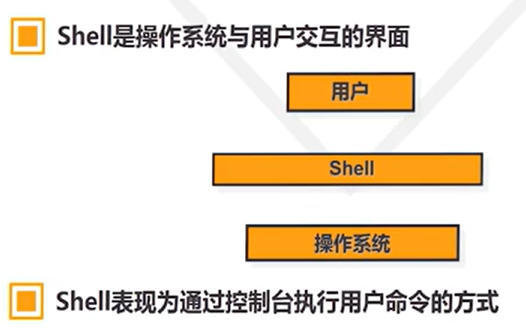 Shell是操作系统与用户交互的界面
用户
Shell
操作系统
Shell表现为通过控制台执行用户命令的方式